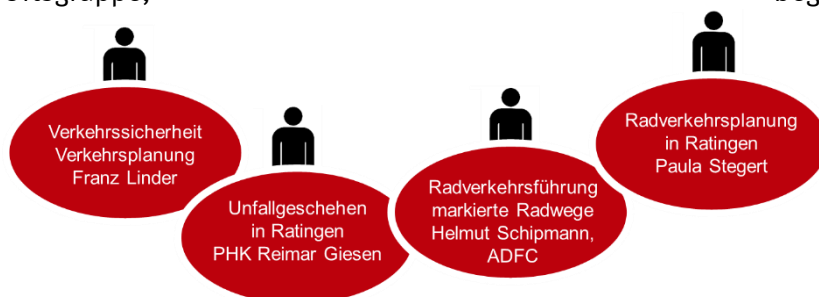 Verkehrssicherheit
Verkehrsplanung
Franz Linder
Unfallgeschehen
in Ratingen
PHK Reimar Giesen
Radverkehrsführung
markierte Radwege
Helmut Schipmann,
ADFC
Radverkehrsplanung
in Ratingen
Paula Stegert